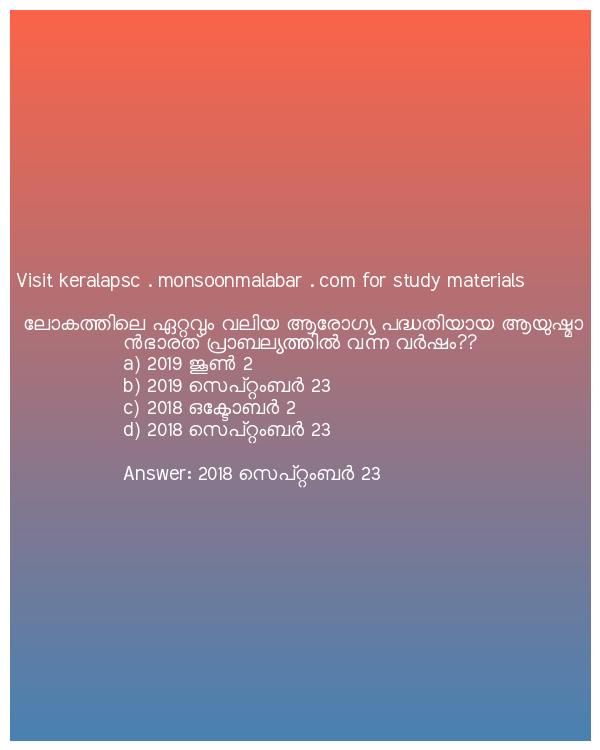 Visit keralapsc . monsoonmalabar . com for study materials
ലോകത്തിലെ ഏറ്റവും വലിയ ആരോഗ്യ പദ്ധതിയായ ആയുഷ്മാ
ൻഭാരത് പ്രാബല്യത്തിൽ വന്ന വർഷം??
a) 2019 ജൂൺ 2
b) 2019 സെപ്റ്റംബർ 23
c) 2018 ഒക്ടോബർ 2
d) 2018 സെപ്റ്റംബർ 23
Answer: 2018 സെപ്റ്റംബർ 23